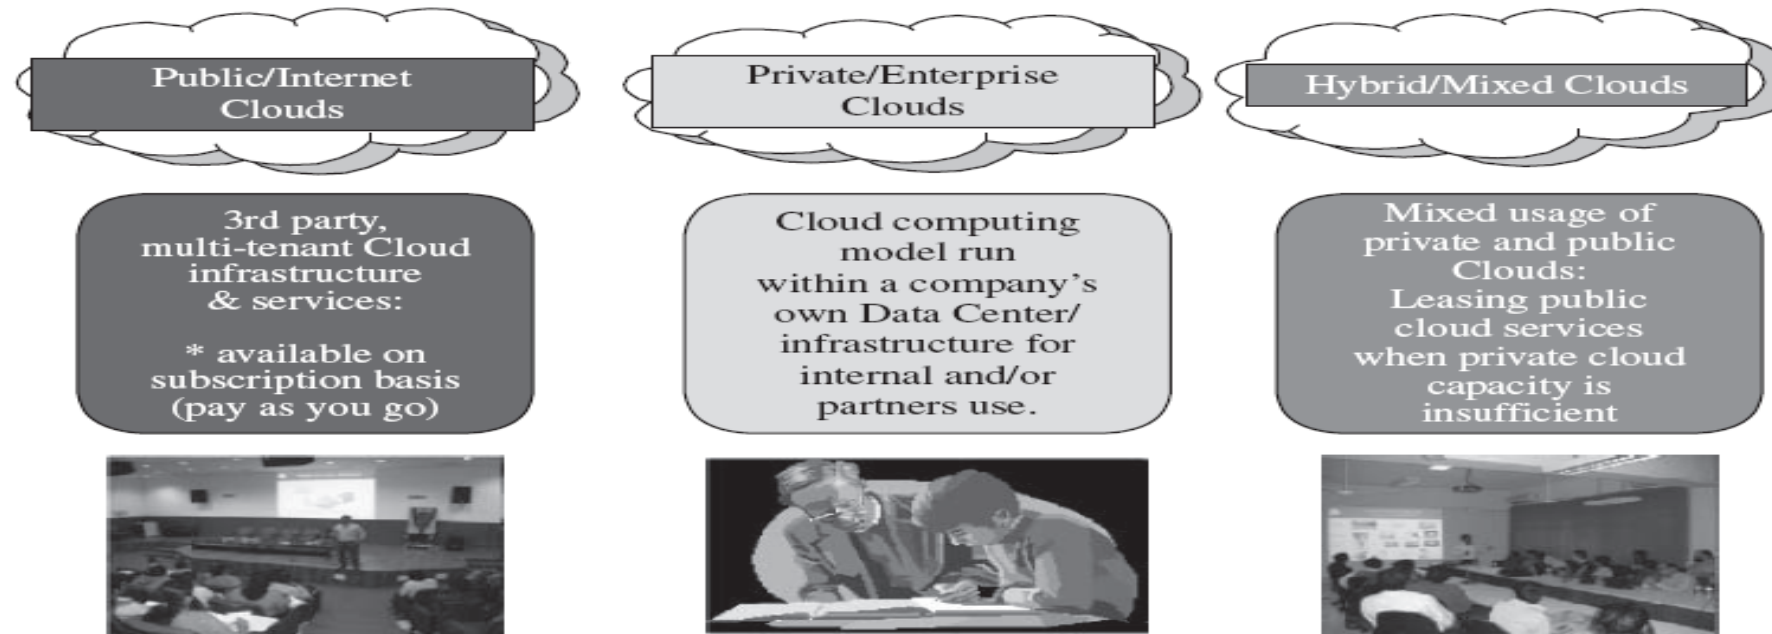 Public/Internet
Clouds
3rd party,
multi-tenant Cloud
infrastructure
& services:
* available on
subscription basis
(pay as you go)
Private/Enterprise
Clouds
Cloud computing
model run
within a company’s
own Data Center/
infrastructure for
internal and/or
partners use.
Hybrid/Mixed Clouds
Mixed usage of
private and public
Clouds:
Leasing public
cloud services
when private cloud
capacity is
insufficient